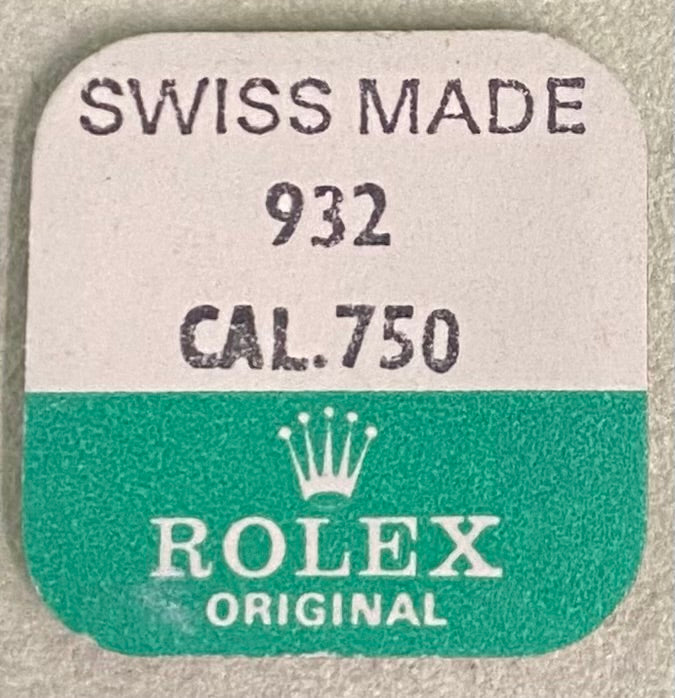 SWISS MADE
932
CAL.750
ROLEX
ORIGINAL